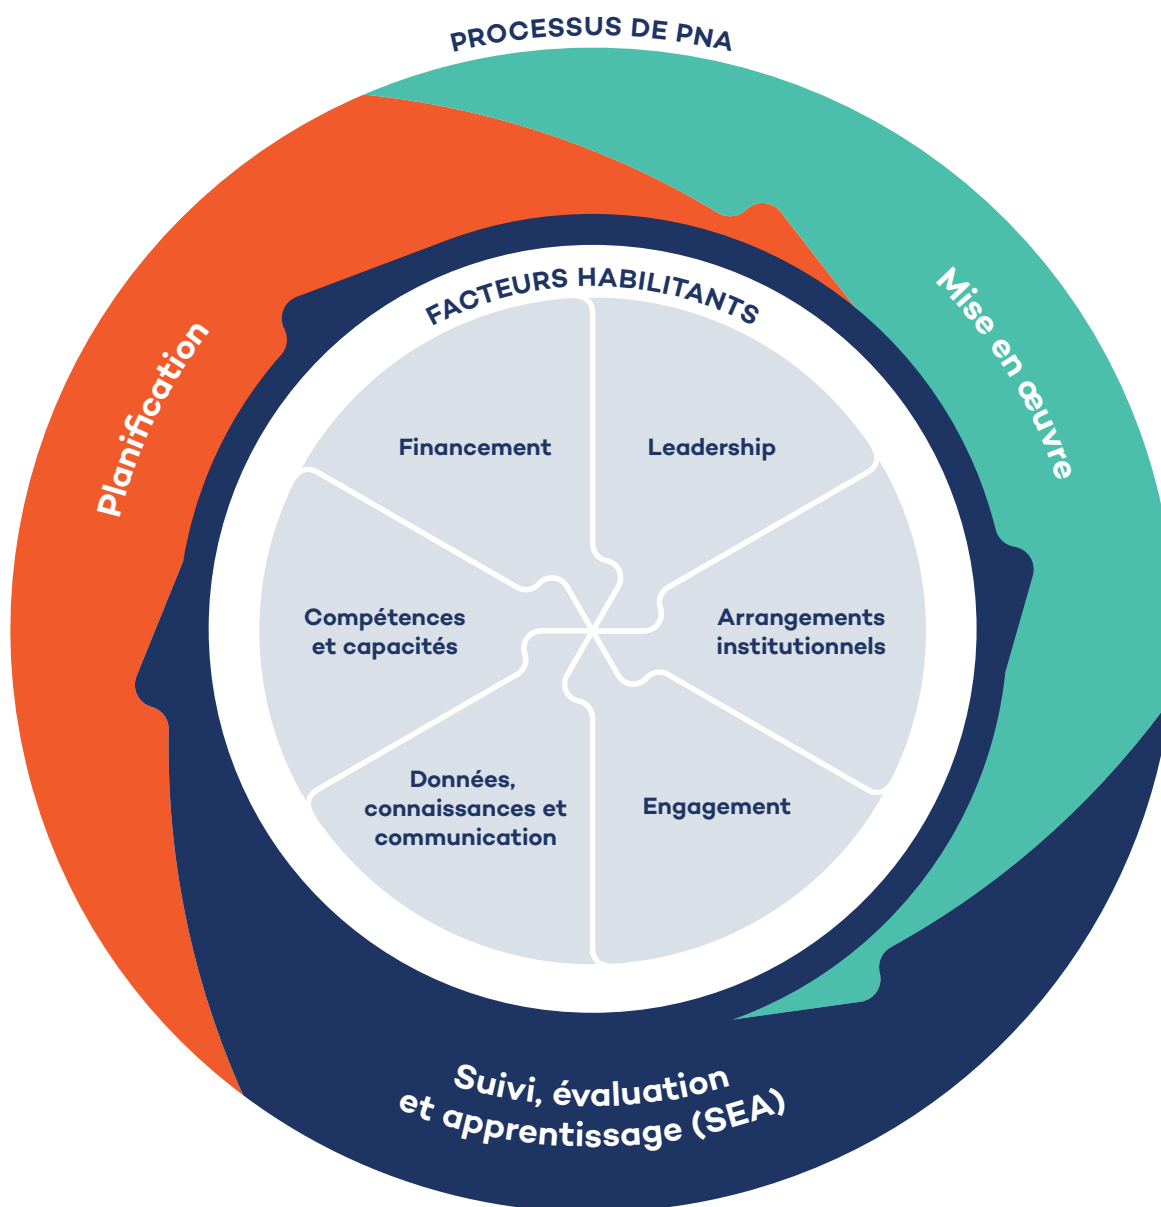 PROCESSUS DE PNA
FACTEURS HABILITANTS
Planification
Mise en œuvre
Financement
Leadership
Compétences
et capacités
Arrangements
institutionnels
Données,
connaissances et
communication
Engagement
Suivi, évaluation
et apprentissage (SEA)